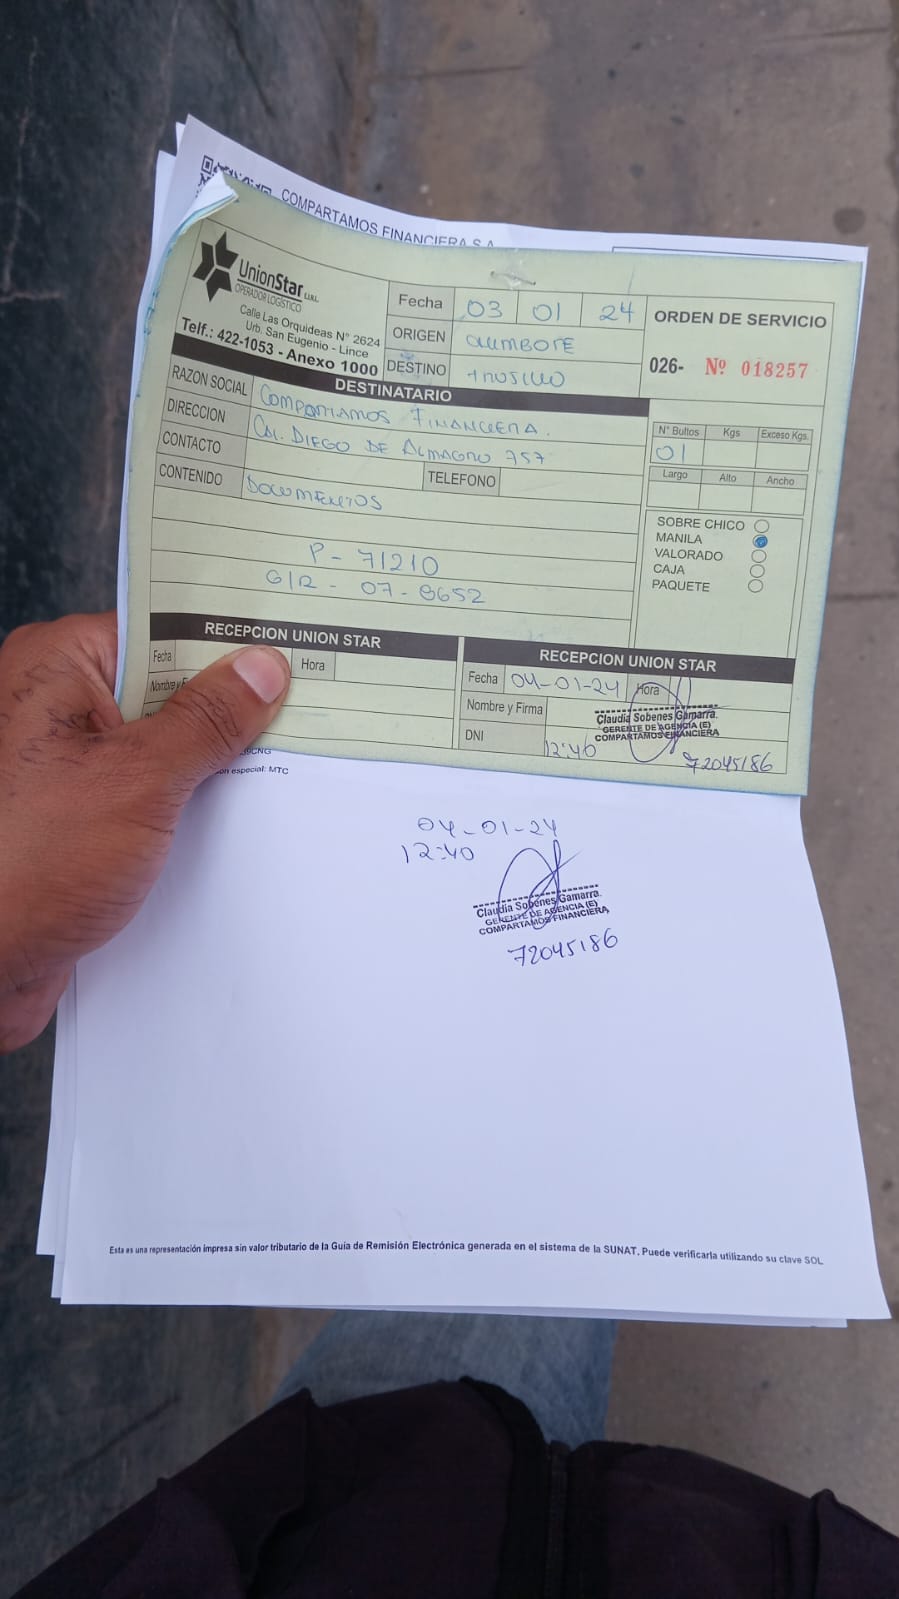 COMPARTAMOS FINANCIERA S.A.
UnionStar E.I.R.L.
OPERADOR LOGÍSTICO
Calle Las Orquideas N° 2624
Urb. San Eugenio - Lince
Telf.: 422-1053 - Anexo 1000
Fecha 03 01 24
ORIGEN CHIMBOTE
DESTINO TRUJILLO
ORDEN DE SERVICIO
026- Nº 018257
DESTINATARIO
RAZON SOCIAL COMPARTAMOS FINANCIERA.
DIRECCION CAL. DIEGO DE ALMAGRO 757
CONTACTO TELEFONO
CONTENIDO DOCUMENTOS
P - 71210
G/R - 07 - 8652
N° Bultos Kgs Exceso Kgs.
01
Largo Alto Ancho
SOBRE CHICO
MANILA
VALORADO
CAJA
PAQUETE
RECEPCION UNION STAR
Fecha Hora
Nombre y
RECEPCION UNION STAR
Fecha 04-01-24 Hora
Nombre y Firma
Claudia Sobenes Gamarra.
GERENTE DE AGENCIA (E)
COMPARTAMOS FINANCIERA
DNI 12:40 72045186
especial: MTC
04-01-24
12:40
Claudia Sobenes Gamarra.
GERENTE DE AGENCIA (E)
COMPARTAMOS FINANCIERA
72045186
Esta es una representación impresa sin valor tributario de la Guía de Remisión Electrónica generada en el sistema de la SUNAT. Puede verificarla utilizando su clave SOL